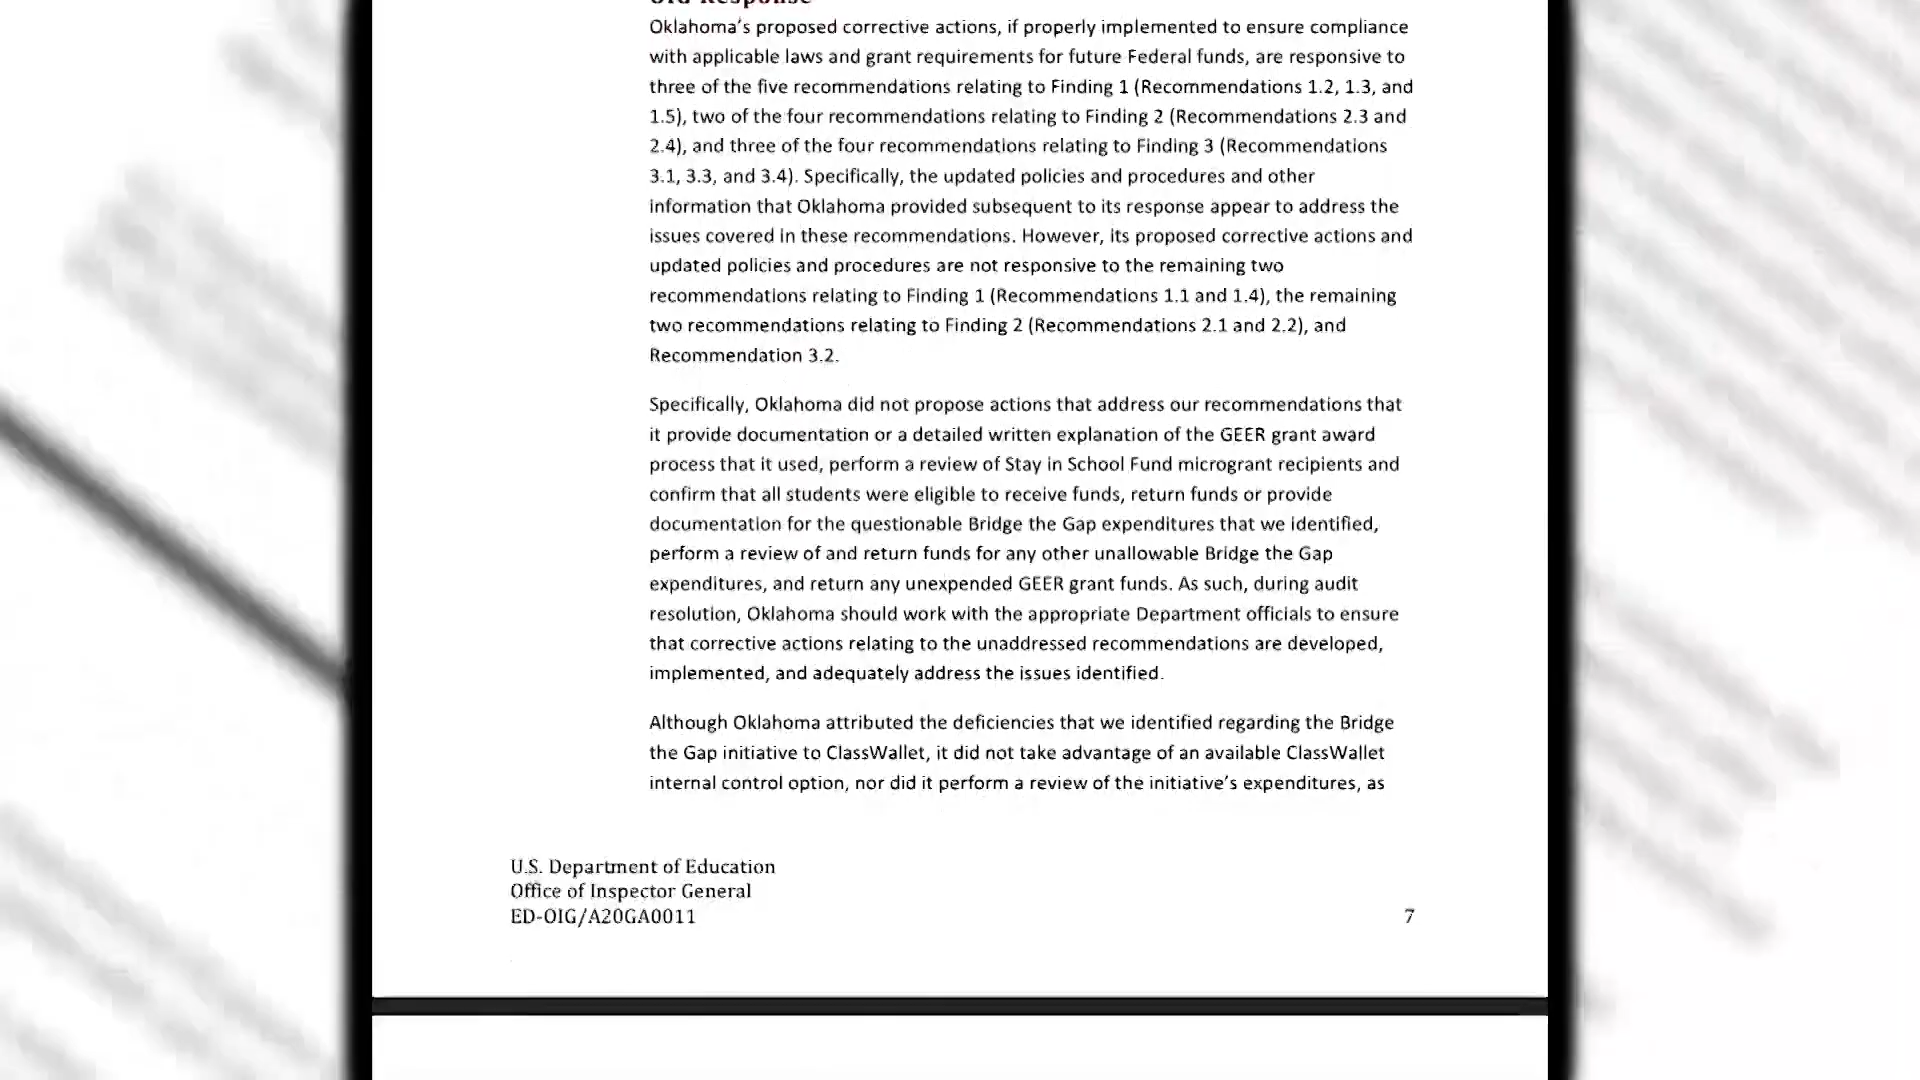 OIG Response
Oklahoma's proposed corrective actions, if properly implemented to ensure compliance
with applicable laws and grant requirements for future Federal funds, are responsive to
three of the five recommendations relating to Finding 1 (Recommendations 1.2, 1.3, and
1.5), two of the four recommendations relating to Finding 2 (Recommendations 2.3 and
2.4), and three of the four recommendations relating to Finding 3 (Recommendations
3.1, 3.3, and 3.4). Specifically, the updated policies and procedures and other
information that Oklahoma provided subsequent to its response appear to address the
issues covered in these recommendations. However, its proposed corrective actions and
updated policies and procedures are not responsive to the remaining two
recommendations relating to Finding 1 (Recommendations 1.1 and 1.4), the remaining
two recommendations relating to Finding 2 (Recommendations 2.1 and 2.2), and
Recommendation 3.2.
Specifically, Oklahoma did not propose actions that address our recommendations that
it provide documentation or a detailed written explanation of the GEER grant award
process that it used, perform a review of Stay in School Fund microgrant recipients and
confirm that all students were eligible to receive funds, return funds or provide
documentation for the questionable Bridge the Gap expenditures that we identified,
perform a review of and return funds for any other unallowable Bridge the Gap
expenditures, and return any unexpended GEER grant funds. As such, during audit
resolution, Oklahoma should work with the appropriate Department officials to ensure
that corrective actions relating to the unaddressed recommendations are developed,
implemented, and adequately address the issues identified.
Although Oklahoma attributed the deficiencies that we identified regarding the Bridge
the Gap initiative to ClassWallet, it did not take advantage of an available ClassWallet
internal control option, nor did it perform a review of the initiative's expenditures, as
U.S. Department of Education
Office of Inspector General
ED-OIG/A20GA0011
7